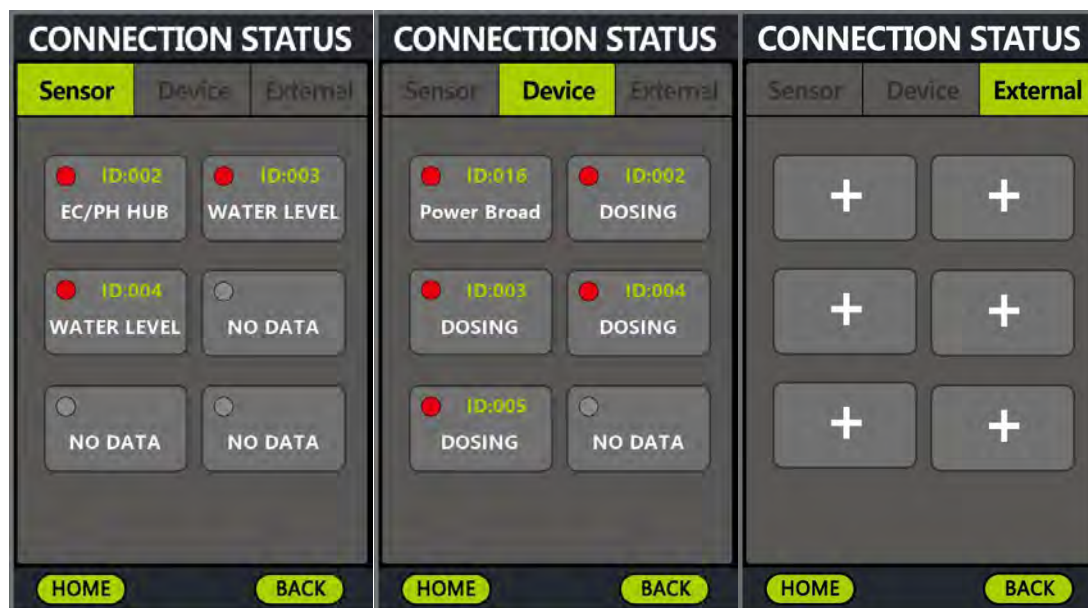 CONNECTION STATUS
Sensor Device External
ID:002
EC/PH HUB
ID:003
WATER LEVEL
ID:004
WATER LEVEL
NO DATA
NO DATA
NO DATA
HOME BACK
CONNECTION STATUS
Sensor Device External
ID:016
Power Broad
ID:002
DOSING
ID:003
DOSING
ID:004
DOSING
ID:005
DOSING
NO DATA
HOME BACK
CONNECTION STATUS
Sensor Device External
+ +
+ +
+ +
HOME BACK